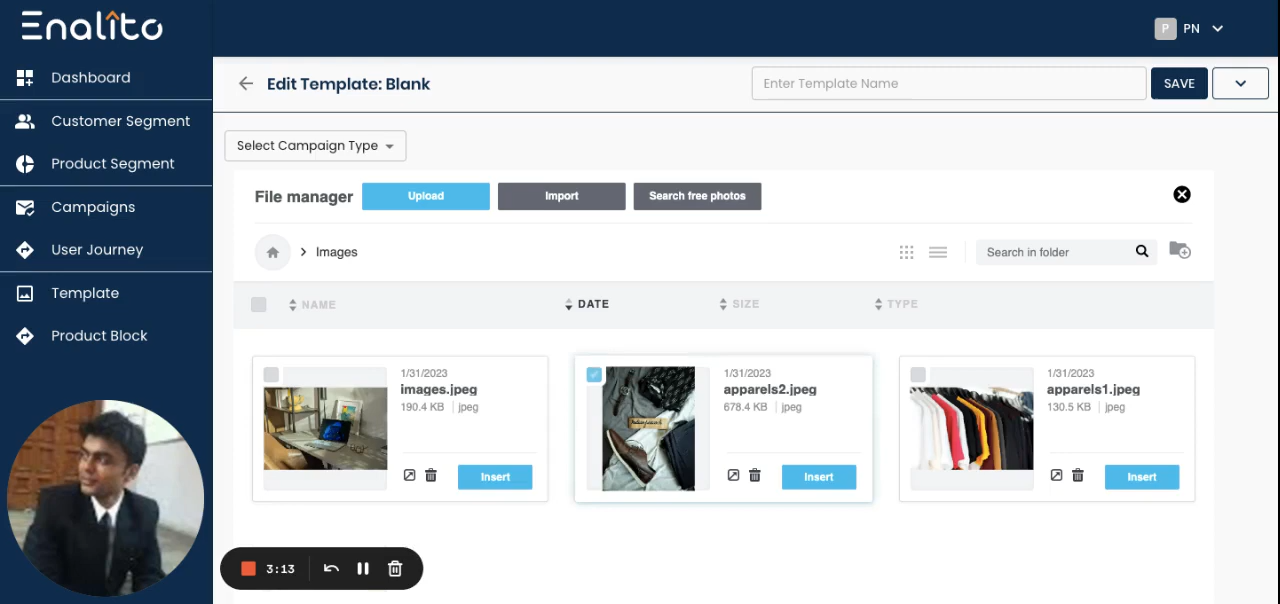 Enalito
P PN
Dashboard
Customer Segment
Product Segment
Campaigns
User Journey
Template
Product Block
Edit Template: Blank
Enter Template Name
SAVE
Select Campaign Type
File manager
Upload
Import
Search free photos
Images
Search in folder
NAME
DATE
SIZE
TYPE
1/31/2023
images.jpeg
190.4 KB jpeg
Insert
1/31/2023
apparels2.jpeg
678.4 KB jpeg
Insert
1/31/2023
apparels1.jpeg
130.5 KB jpeg
Insert
3:13